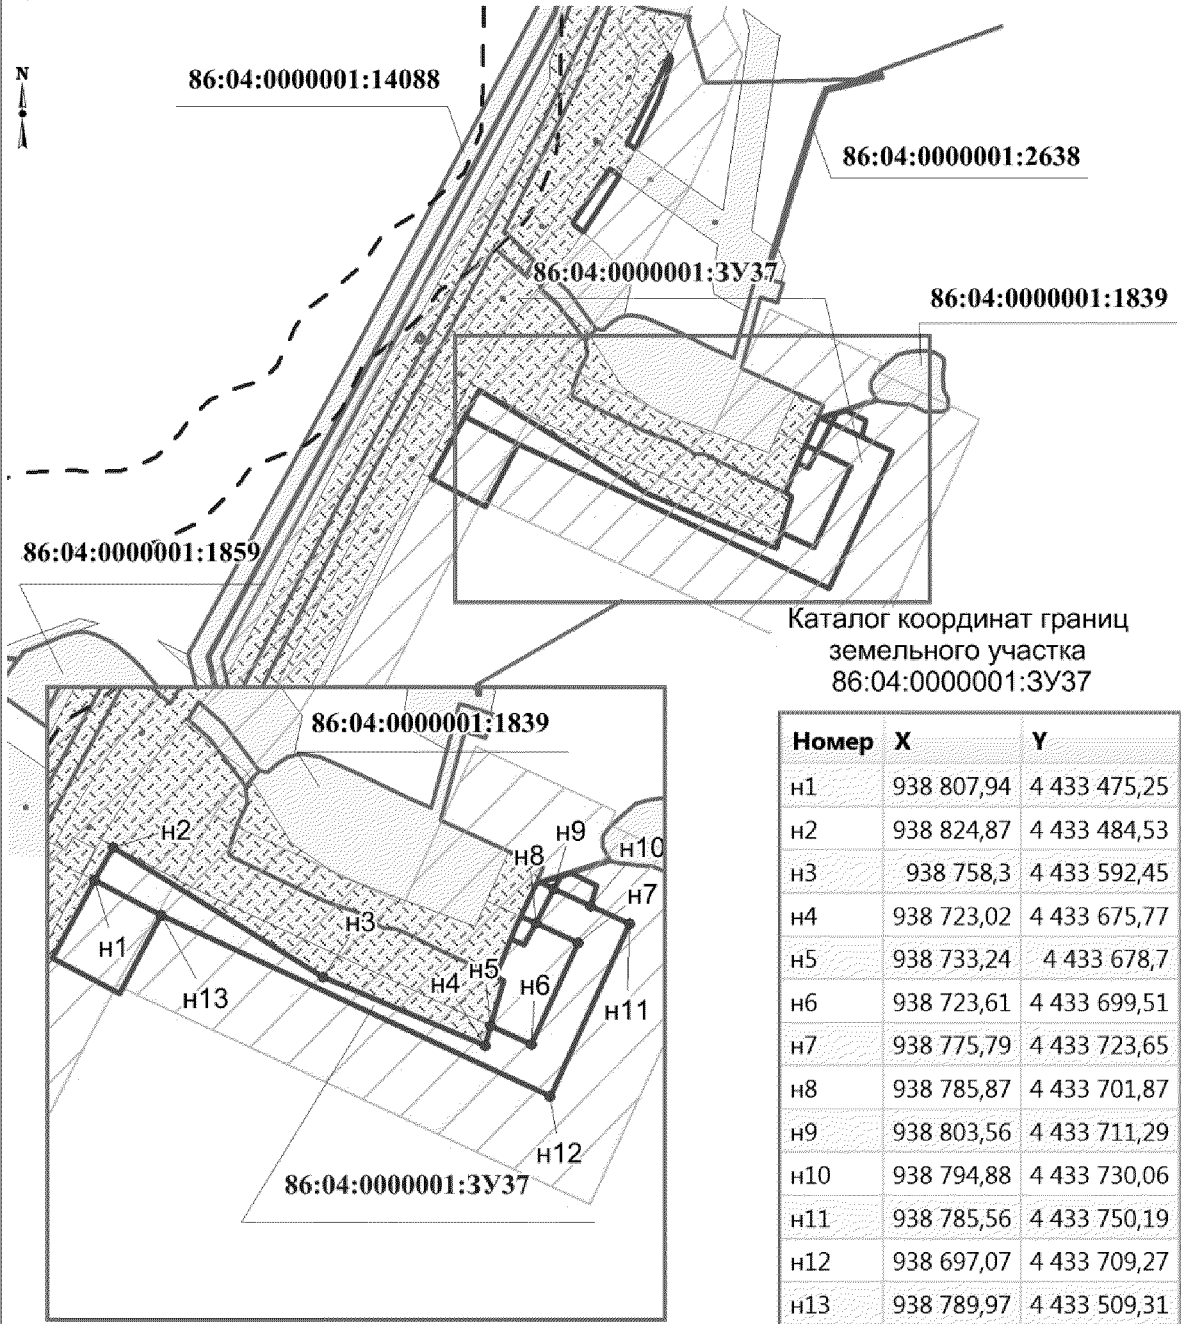 N
86:04:0000001:14088
86:04:0000001:2638
86:04:0000001:ЗУ37
86:04:0000001:1839
86:04:0000001:1859
Каталог координат границ
земельного участка
86:04:0000001:ЗУ37
86:04:0000001:1839
н2
н9
н8
н10
н7
н3
н1
н5
н4
н6
н13
н11
н12
86:04:0000001:ЗУ37
Номер X Y
н1 938 807,94 4 433 475,25
н2 938 824,87 4 433 484,53
н3 938 758,3 4 433 592,45
н4 938 723,02 4 433 675,77
н5 938 733,24 4 433 678,7
н6 938 723,61 4 433 699,51
н7 938 775,79 4 433 723,65
н8 938 785,87 4 433 701,87
н9 938 803,56 4 433 711,29
н10 938 794,88 4 433 730,06
н11 938 785,56 4 433 750,19
н12 938 697,07 4 433 709,27
н13 938 789,97 4 433 509,31